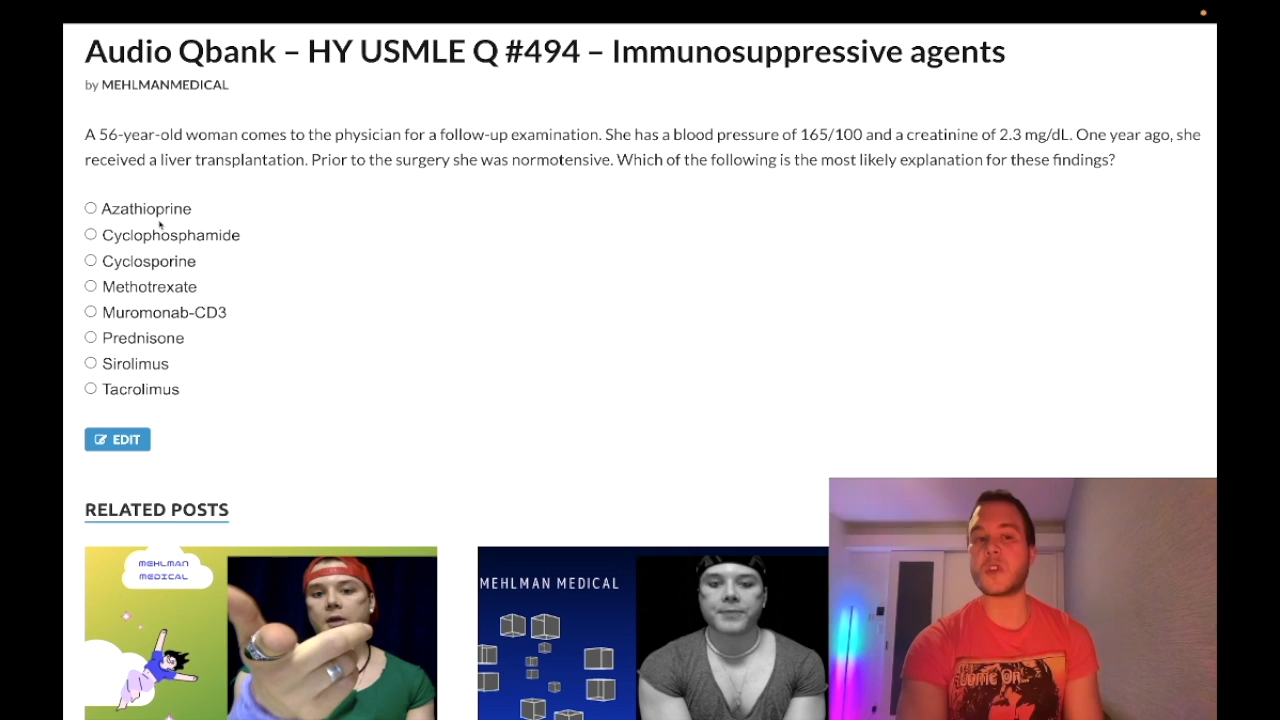 Audio Qbank – HY USMLE Q #494 – Immunosuppressive agents
by MEHLMANMEDICAL
A 56-year-old woman comes to the physician for a follow-up examination. She has a blood pressure of 165/100 and a creatinine of 2.3 mg/dL. One year ago, she
received a liver transplantation. Prior to the surgery she was normotensive. Which of the following is the most likely explanation for these findings?
Azathioprine
Cyclophosphamide
Cyclosporine
Methotrexate
Muromonab-CD3
Prednisone
Sirolimus
Tacrolimus
EDIT
RELATED POSTS
MEHLMAN
MEDICAL
MEHLMAN MEDICAL